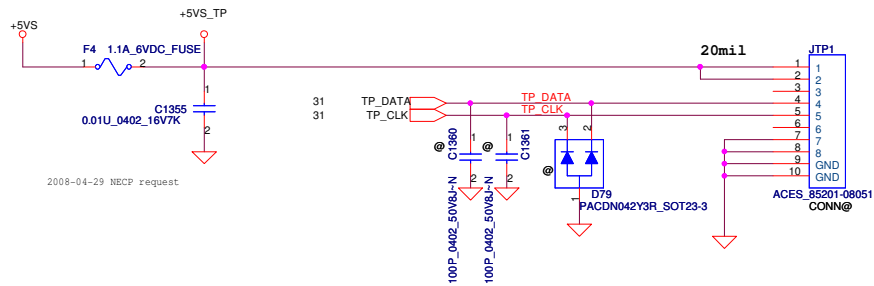 +5VS
+5VS_TP
F4 1.1A_6VDC_FUSE
1 2
20mil
JTP1
1 1
2 2
3 3
4 4
5 5
6 6
7 7
8 8
9 GND
10 GND
ACES_85201-08051
CONN@
1
C1355
0.01U_0402_16V7K
2
2008-04-29 NECP request
31 TP_DATA TP_DATA
31 TP_CLK TP_CLK
@ 1 C1360 2
100P_0402_50V8J~N
@ 1 C1361 2
100P_0402_50V8J~N
3 2
@
1
D79
PACDN042Y3R_SOT23-3